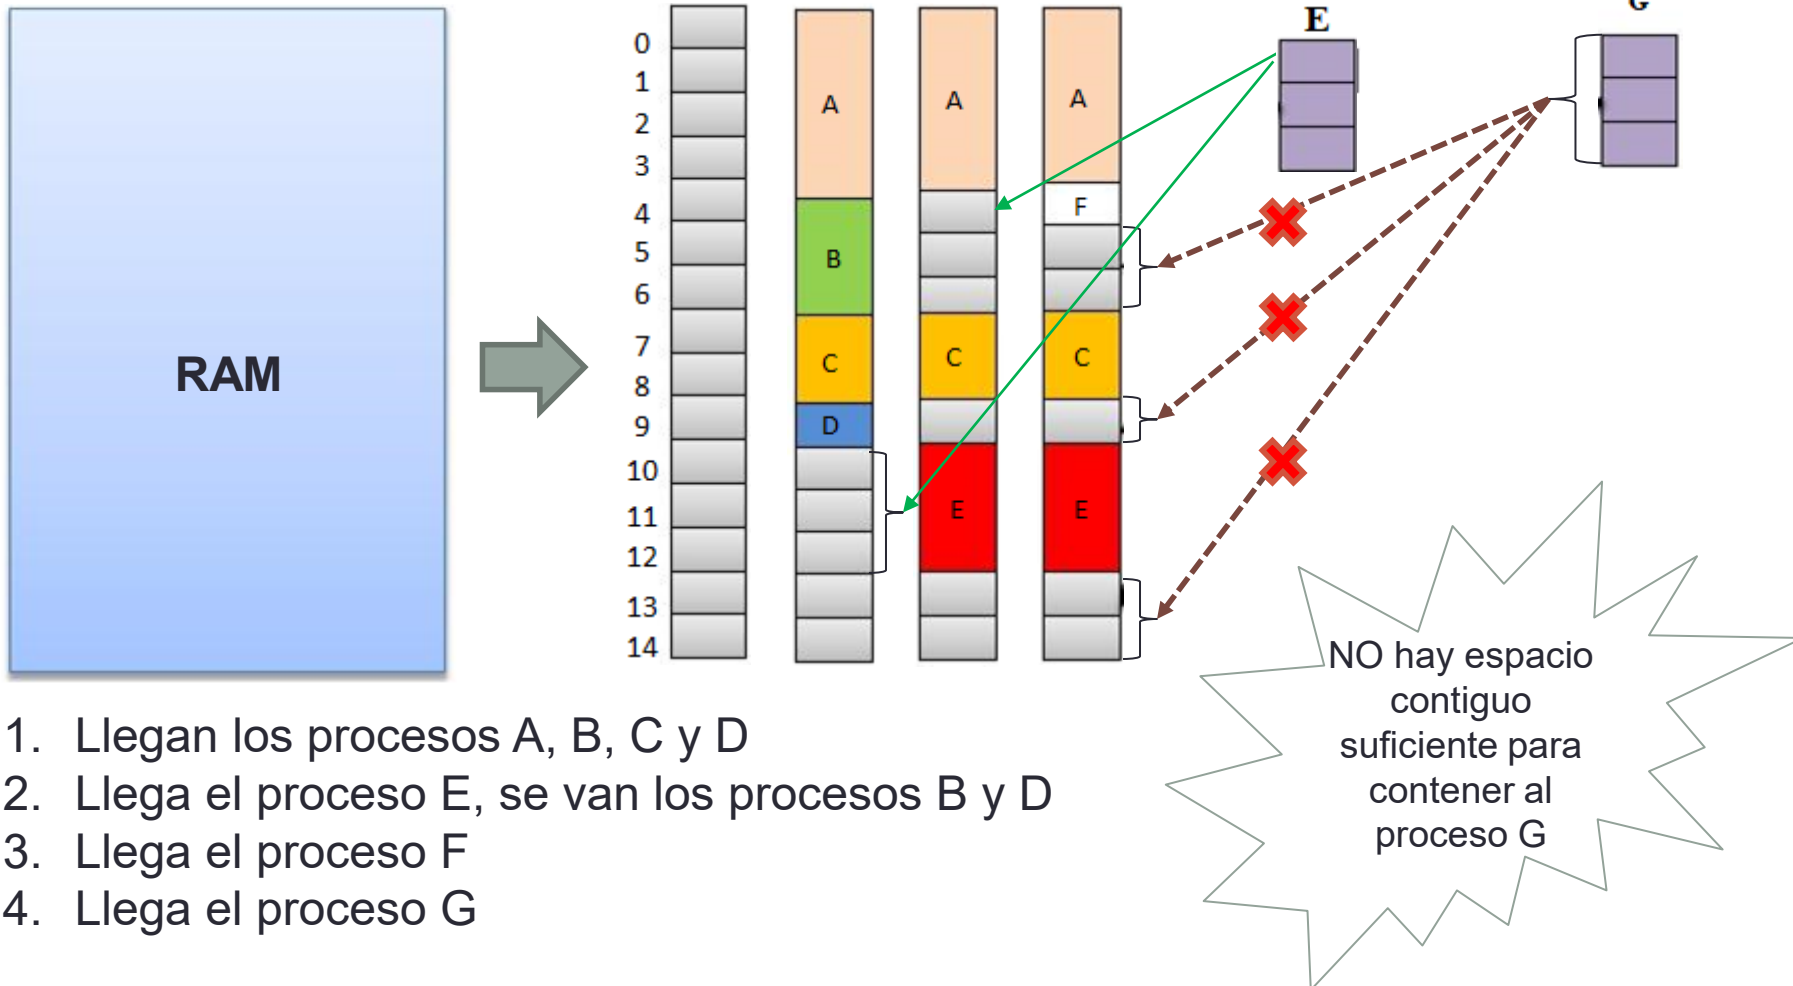 E
G
0
1
2
3
4
5
6
7
8
9
10
11
12
13
14
A
B
C
D
A
C
E
A
F
C
E
RAM
NO hay espacio
contiguo
suficiente para
contener al
proceso G
1. Llegan los procesos A, B, C y D
2. Llega el proceso E, se van los procesos B y D
3. Llega el proceso F
4. Llega el proceso G